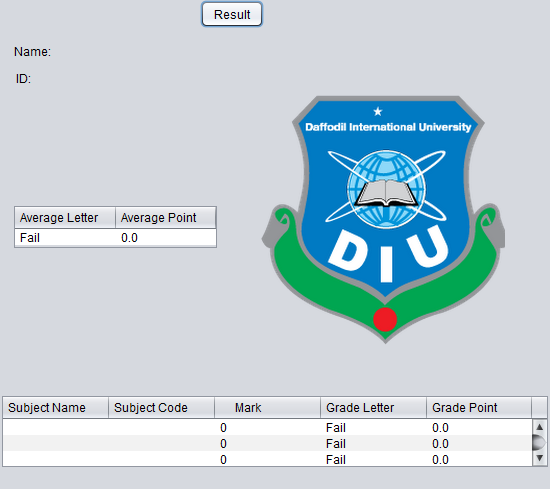 Result
Name:
ID:
Daffodil International University
DIU
Average Letter Average Point
Fail 0.0
Subject Name Subject Code Mark Grade Letter Grade Point
0 Fail 0.0
0 Fail 0.0
0 Fail 0.0